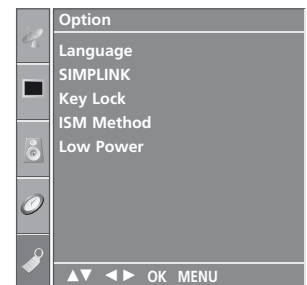 Option
Language
SIMPLINK
Key Lock
ISM Method
Low Power
▲▼ ◄► OK MENU